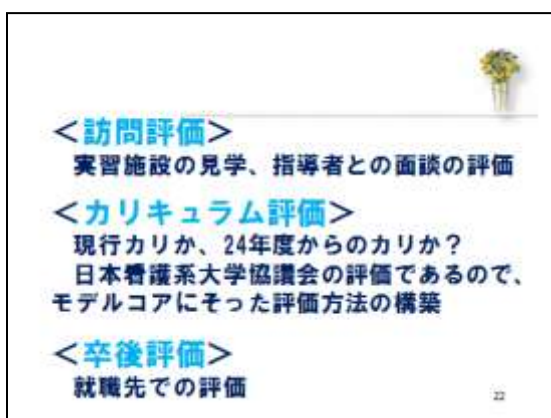 ＜訪問評価＞
実習施設の見学、指導者との面談の評価
＜カリキュラム評価＞
現行カリか、24年度からのカリか？
日本看護系大学協議会の評価であるので、
モデルコアにそった評価方法の構築
＜卒後評価＞
就職先での評価
22